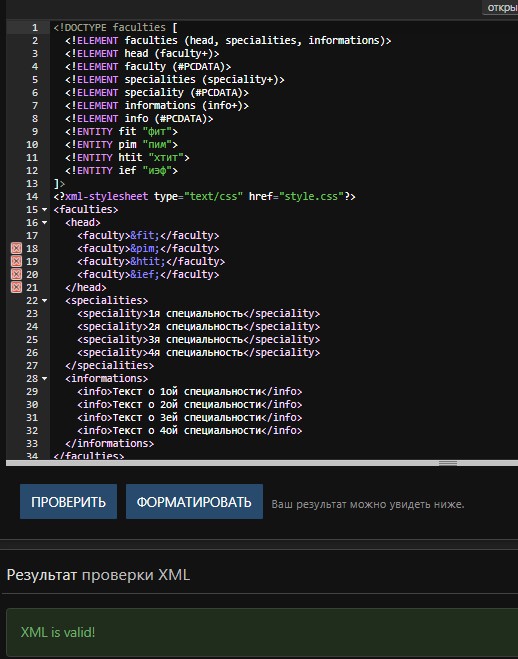 откры
1 <!DOCTYPE faculties [
2 <!ELEMENT faculties (head, specialities, informations)>
3 <!ELEMENT head (faculty+)>
4 <!ELEMENT faculty (#PCDATA)>
5 <!ELEMENT specialities (speciality+)>
6 <!ELEMENT speciality (#PCDATA)>
7 <!ELEMENT informations (info+)>
8 <!ELEMENT info (#PCDATA)>
9 <!ENTITY fit "фит">
10 <!ENTITY pim "пим">
11 <!ENTITY htit "хтит">
12 <!ENTITY ief "иэф">
13 ]>
14 <?xml-stylesheet type="text/css" href="style.css"?>
15 <faculties>
16 <head>
17 <faculty>&fit;</faculty>
18 <faculty>&pim;</faculty>
19 <faculty>&htit;</faculty>
20 <faculty>&ief;</faculty>
21 </head>
22 <specialities>
23 <speciality>1я специальность</speciality>
24 <speciality>2я специальность</speciality>
25 <speciality>3я специальность</speciality>
26 <speciality>4я специальность</speciality>
27 </specialities>
28 <informations>
29 <info>Текст о 1ой специальности</info>
30 <info>Текст о 2ой специальности</info>
31 <info>Текст о 3ей специальности</info>
32 <info>Текст о 4ой специальности</info>
33 </informations>
34 </faculties>
ПРОВЕРИТЬ ФОРМАТИРОВАТЬ Ваш результат можно увидеть ниже.
Результат проверки XML
XML is valid!